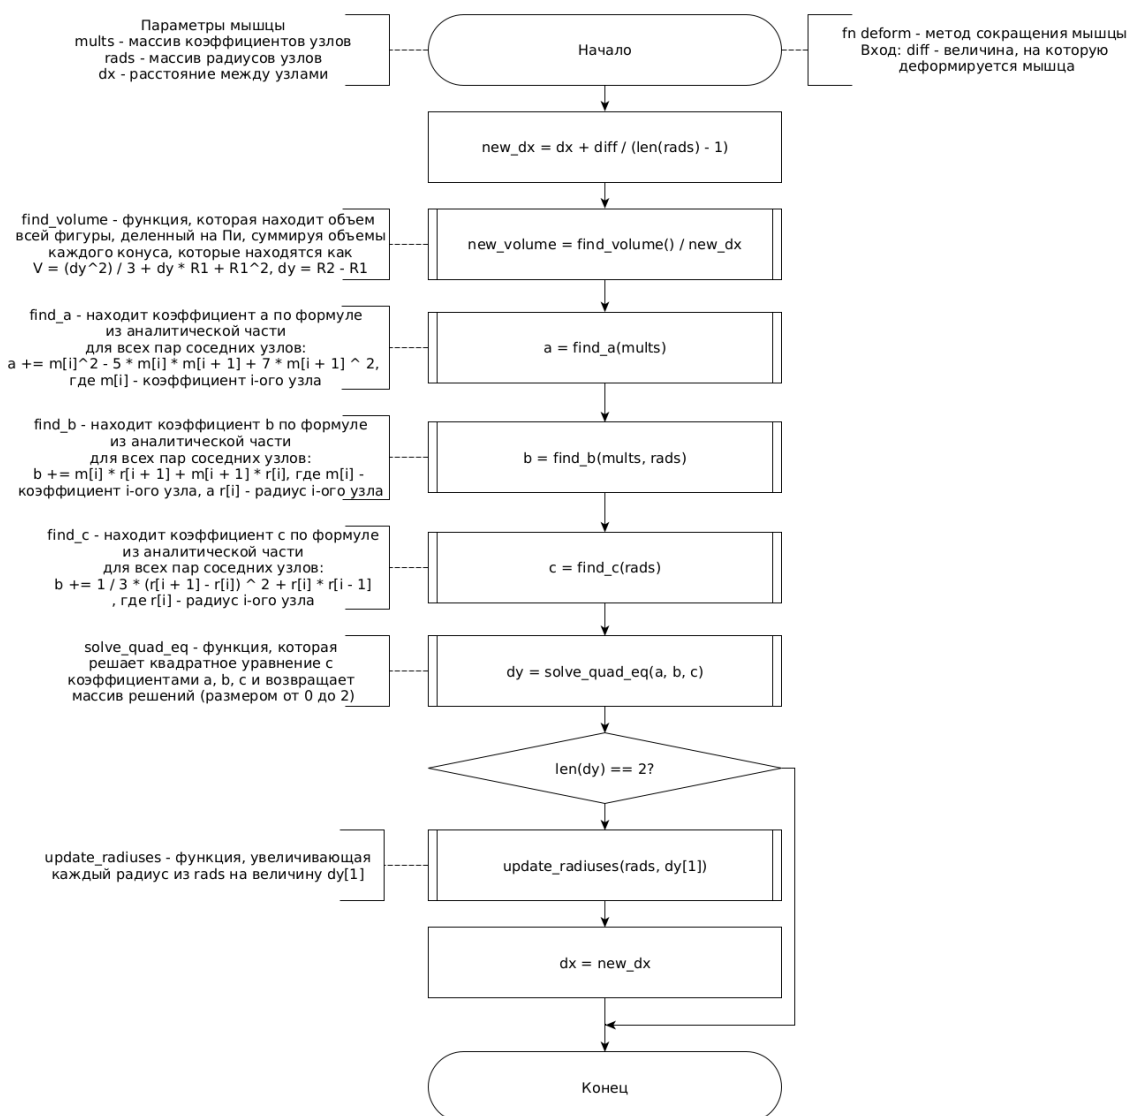 Параметры мышцы
mults - массив коэффициентов узлов
rads - массив радиусов узлов
dx - расстояние между узлами
Начало
fn deform - метод сокращения мышцы
Вход: diff - величина, на которую
деформируется мышца
new_dx = dx + diff / (len(rads) - 1)
find_volume - функция, которая находит объем
всей фигуры, деленный на Пи, суммируя объемы
каждого конуса, которые находятся как
V = (dy^2) / 3 + dy * R1 + R1^2, dy = R2 - R1
new_volume = find_volume() / new_dx
find_a - находит коэффициент a по формуле
из аналитической части
для всех пар соседних узлов:
a += m[i]^2 - 5 * m[i] * m[i + 1] + 7 * m[i + 1] ^ 2,
где m[i] - коэффициент i-ого узла
a = find_a(mults)
find_b - находит коэффициент b по формуле
из аналитической части
для всех пар соседних узлов:
b += m[i] * r[i + 1] + m[i + 1] * r[i], где m[i] -
коэффициент i-ого узла, а r[i] - радиус i-ого узла
b = find_b(mults, rads)
find_c - находит коэффициент c по формуле
из аналитической части
для всех пар соседних узлов:
b += 1 / 3 * (r[i + 1] - r[i]) ^ 2 + r[i] * r[i - 1]
, где r[i] - радиус i-ого узла
c = find_c(rads)
solve_quad_eq - функция, которая
решает квадратное уравнение с
коэффициентами a, b, c и возвращает
массив решений (размером от 0 до 2)
dy = solve_quad_eq(a, b, c)
len(dy) == 2?
update_radiuses - функция, увеличивающая
каждый радиус из rads на величину dy[1]
update_radiuses(rads, dy[1])
dx = new_dx
Конец